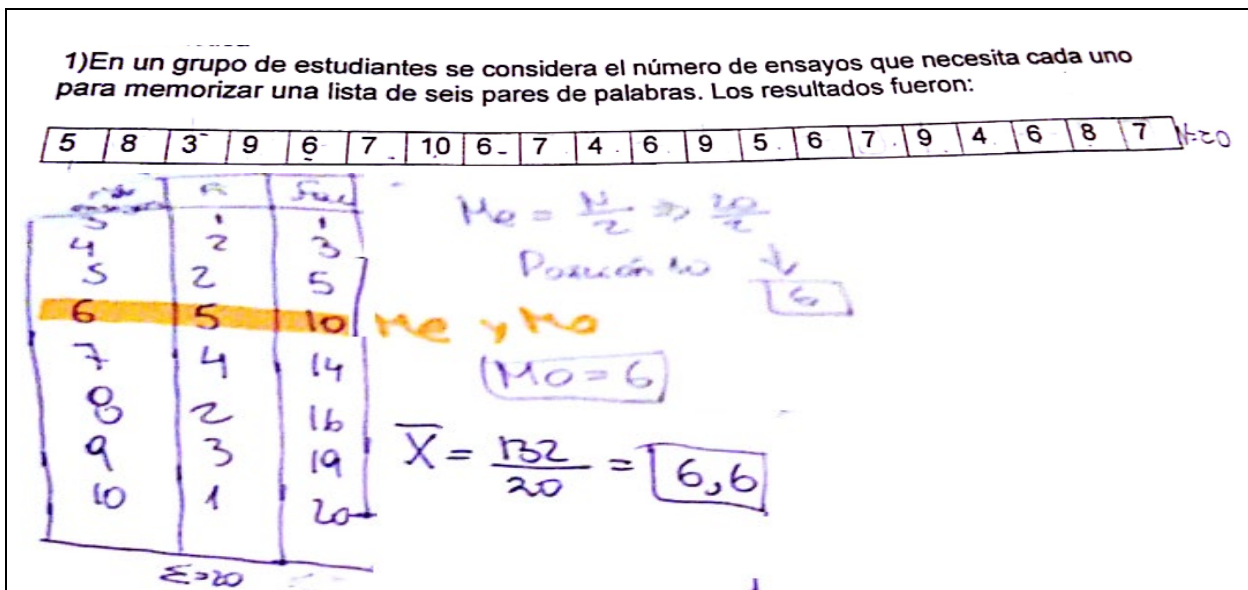 1)En un grupo de estudiantes se considera el número de ensayos que necesita cada uno
para memorizar una lista de seis pares de palabras. Los resultados fueron:
5 8 3 9 6 7 10 6 7 4 6 9 5 6 7 9 4 6 8 7 N=20
3 1 1
4 2 3
5 2 5
6 5 10 Me y Mo
7 4 14
8 2 16
9 3 19
10 1 20
Σ=20
Me = N/2 => 20/2
Posición 10
6
Mo = 6
X̅ = 132/20 = 6,6